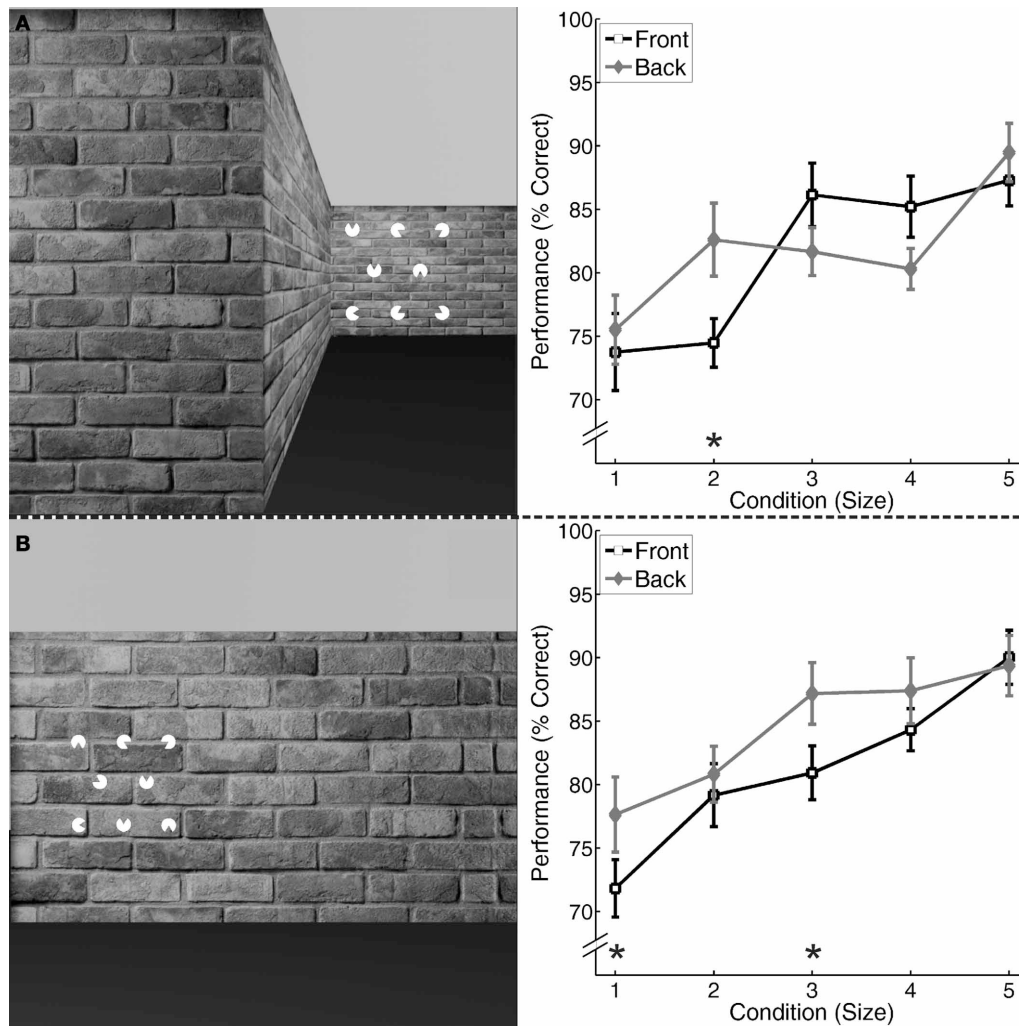 A
100
95
90
85
80
75
70
Performance (% Correct)
Front
Back
*
1 2 3 4 5
Condition (Size)
B
100
95
90
85
80
75
70
Performance (% Correct)
Front
Back
* *
1 2 3 4 5
Condition (Size)